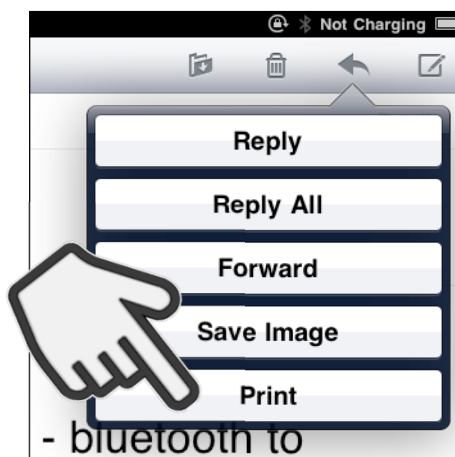 Not Charging
Reply
Reply All
Forward
Save Image
Print
- bluetooth to